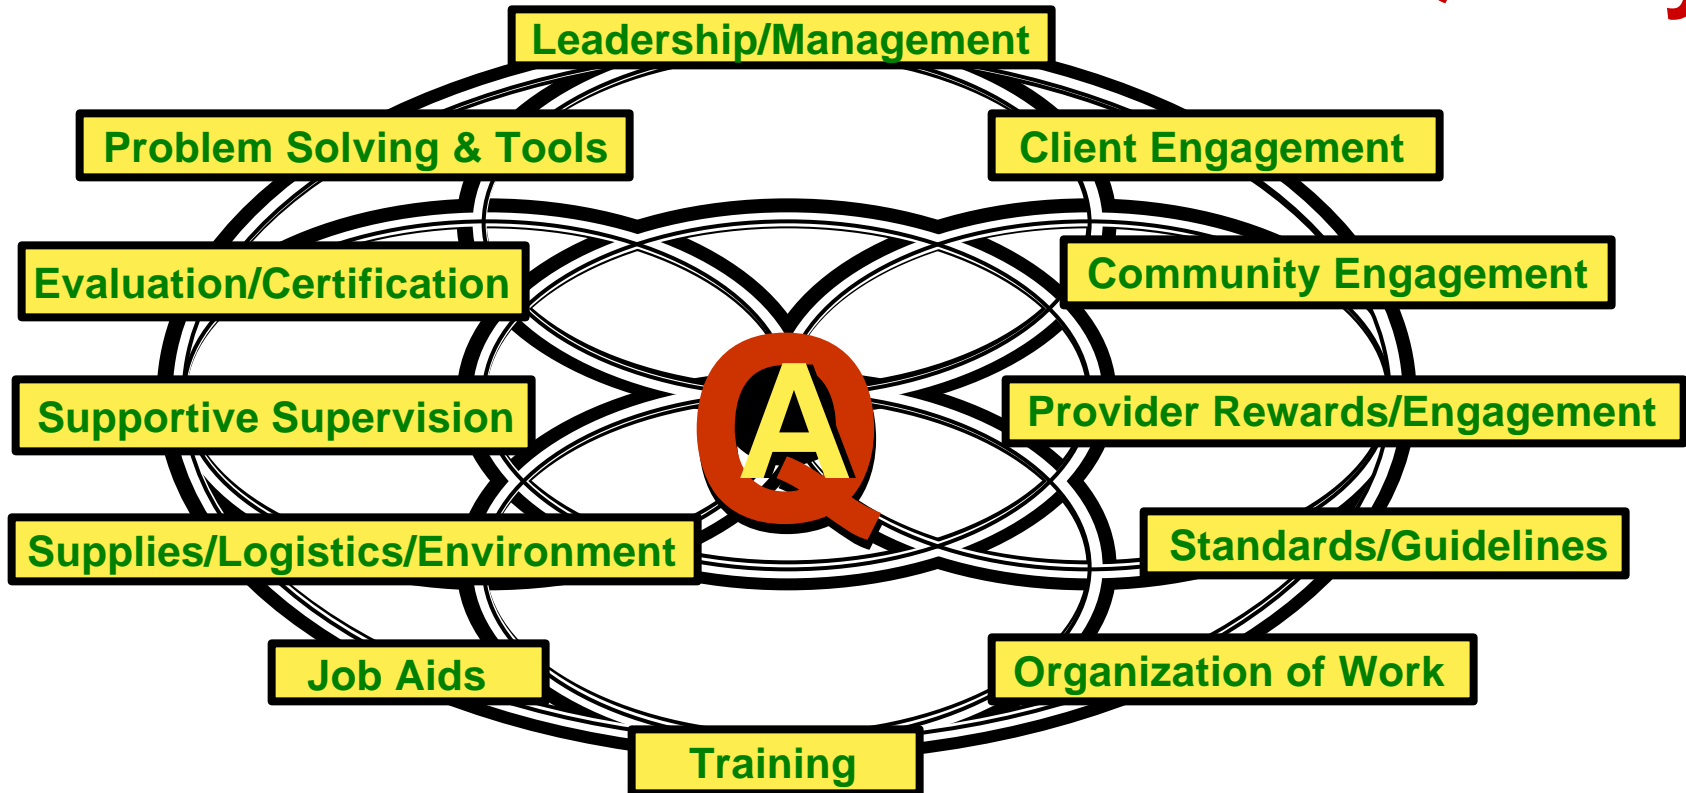 Leadership/Management
Problem Solving & Tools
Client Engagement
Evaluation/Certification
Community Engagement
Supportive Supervision
Provider Rewards/Engagement
QA
Supplies/Logistics/Environment
Standards/Guidelines
Job Aids
Organization of Work
Training